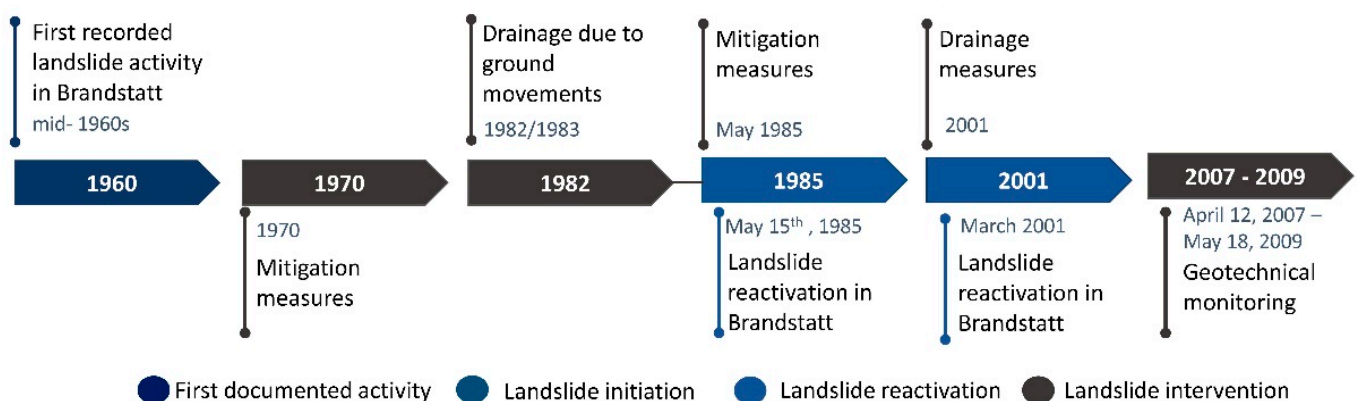 First recorded
landslide activity
in Brandstatt
mid- 1960s
Drainage due to
ground
movements
1982/1983
Mitigation
measures
May 1985
Drainage
measures
2001
1960
1970
1982
1985
2001
2007 - 2009
1970
Mitigation
measures
May 15th , 1985
Landslide
reactivation in
Brandstatt
March 2001
Landslide
reactivation in
Brandstatt
April 12, 2007 –
May 18, 2009
Geotechnical
monitoring
First documented activity
Landslide initiation
Landslide reactivation
Landslide intervention